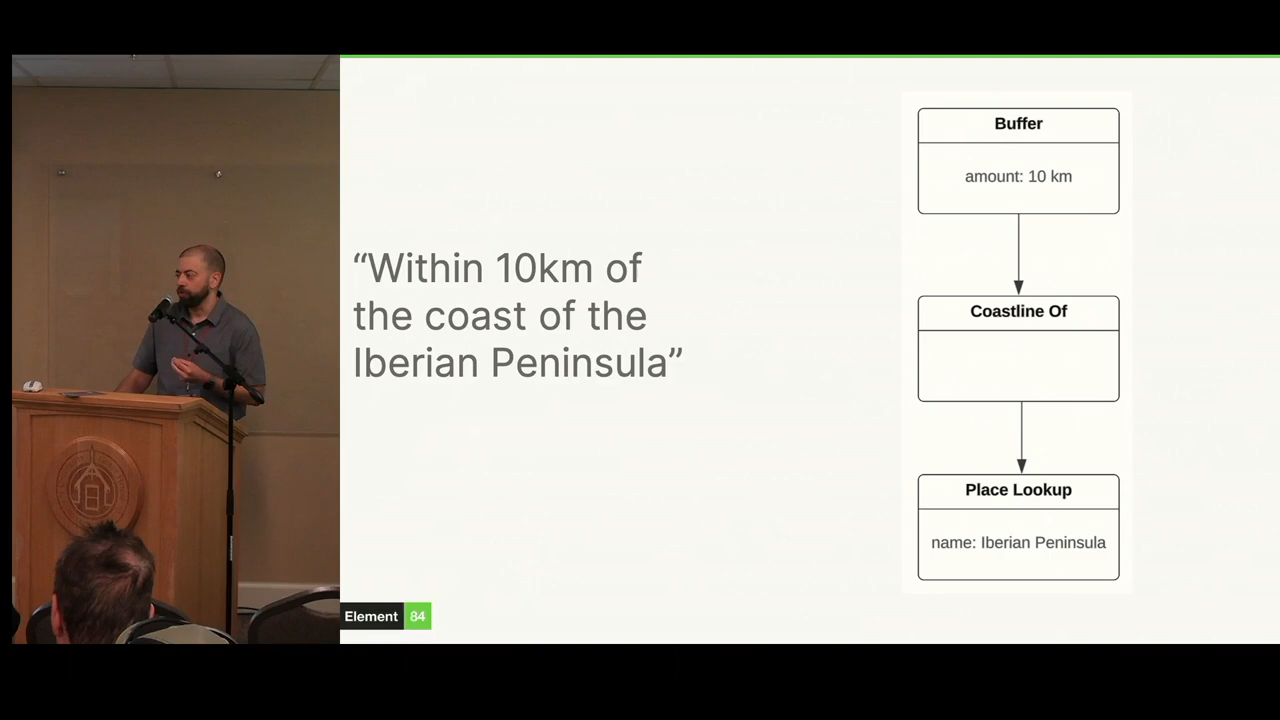 “Within 10km of
the coast of the
Iberian Peninsula”
Buffer
amount: 10 km
Coastline Of
Place Lookup
name: Iberian Peninsula
Element 84